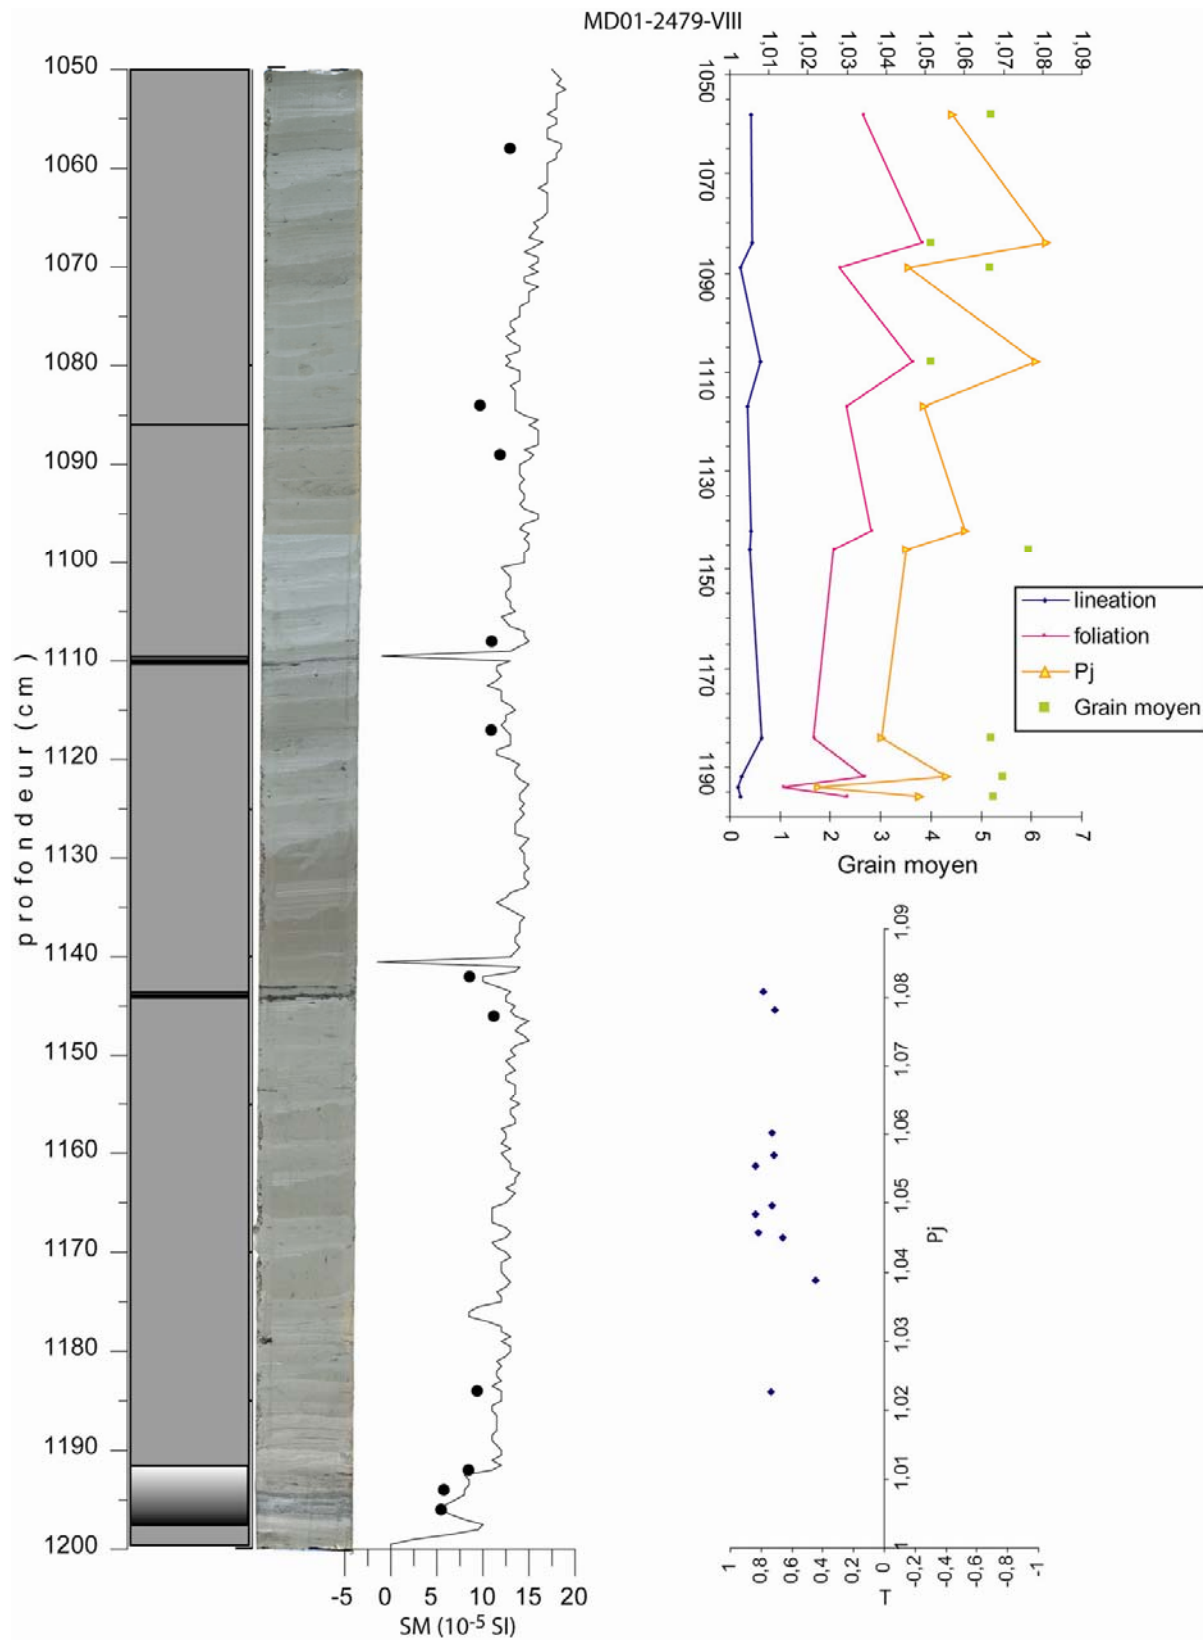 MD01-2479-VIII
profondeur (cm)
1050
1060
1070
1080
1090
1100
1110
1120
1130
1140
1150
1160
1170
1180
1190
1200
-5 0 5 10 15 20
SM (10⁻⁵ SI)
1 1,01 1,02 1,03 1,04 1,05 1,06 1,07 1,08 1,09
1050
1070
1090
1110
1130
1150
1170
1190
0 1 2 3 4 5 6 7
Grain moyen
lineation
foliation
Pj
Grain moyen
1,09
1,08
1,07
1,06
1,05
1,04
1,03
1,02
1,01
1
Pj
1 0,8 0,6 0,4 0,2 0 -0,2 -0,4 -0,6 -0,8 -1
T